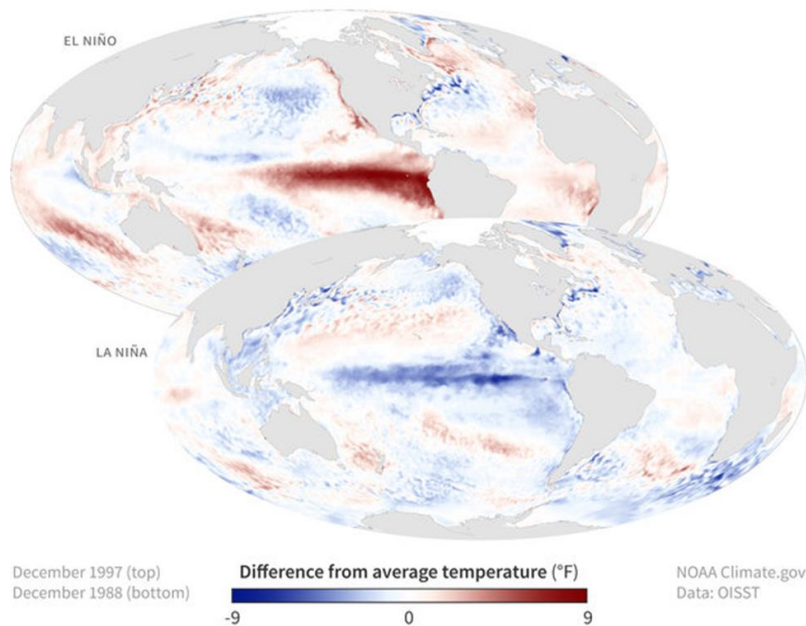 EL NIÑO
LA NIÑA
December 1997 (top)
December 1988 (bottom)
Difference from average temperature (°F)
-9 0 9
NOAA Climate.gov
Data: OISST